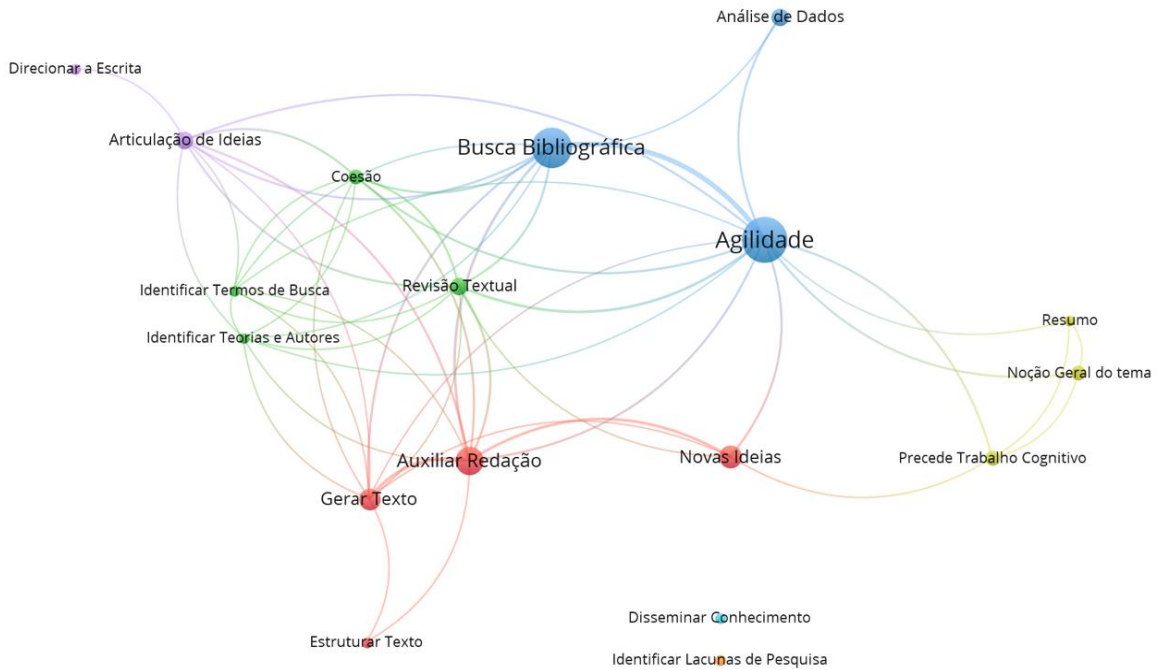 Análise de Dados
Direcionar a Escrita
Articulação de Ideias
Busca Bibliográfica
Coesão
Agilidade
Revisão Textual
Identificar Termos de Busca
Resumo
Identificar Teorias e Autores
Noção Geral do tema
Auxiliar Redação
Novas Ideias
Precede Trabalho Cognitivo
Gerar Texto
Disseminar Conhecimento
Estruturar Texto
Identificar Lacunas de Pesquisa